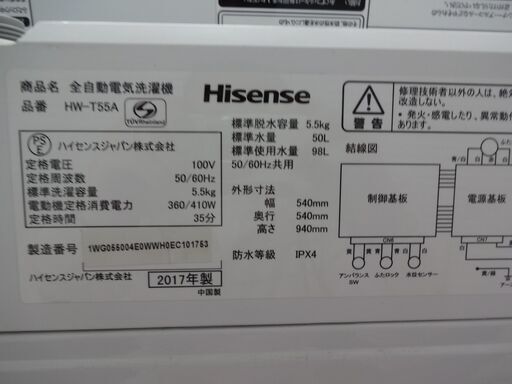 商品名 全自動電気洗濯機
品番 HW-T55A
TÜVRheinland
PSE
ハイセンスジャパン株式会社
定格電圧 100V
定格周波数 50/60Hz
標準洗濯容量 5.5kg
電動機定格消費電力 360/410W
定格時間 35分
製造番号
ハイセンスジャパン株式会社
2017年製
中国製
Hisense
標準脱水容量 5.5kg
標準水量 50L
標準使用水量 98L
50/60Hz共用
外形寸法
幅 540mm
奥行 540mm
高さ 940mm
防水等級 IPX4
警告
修理技術者以外の人は、絶対
改造しない。
・発火・感電したり、異常動作
結線図
制御基板
電源基板
CN6
CN7
アンバランス
SW
ふたロック
水位センサー